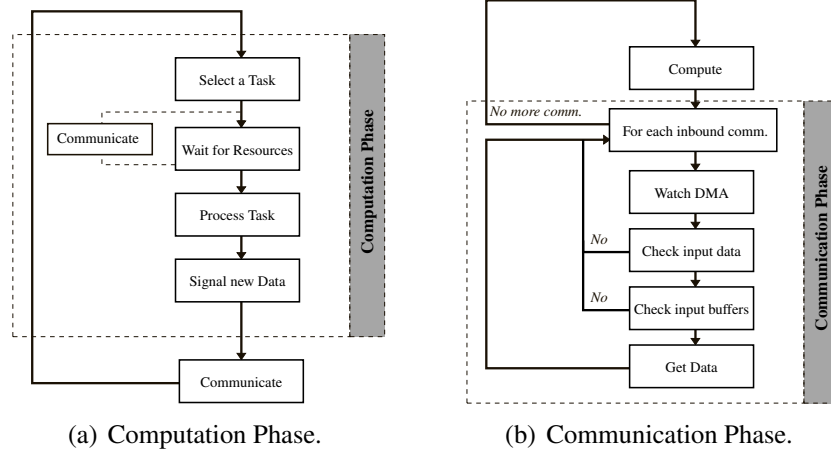 Select a Task
Communicate
Wait for Resources
Process Task
Signal new Data
Communicate
Computation Phase
(a) Computation Phase.
Compute
No more comm.
For each inbound comm.
Watch DMA
No
Check input data
No
Check input buffers
Get Data
Communication Phase
(b) Communication Phase.